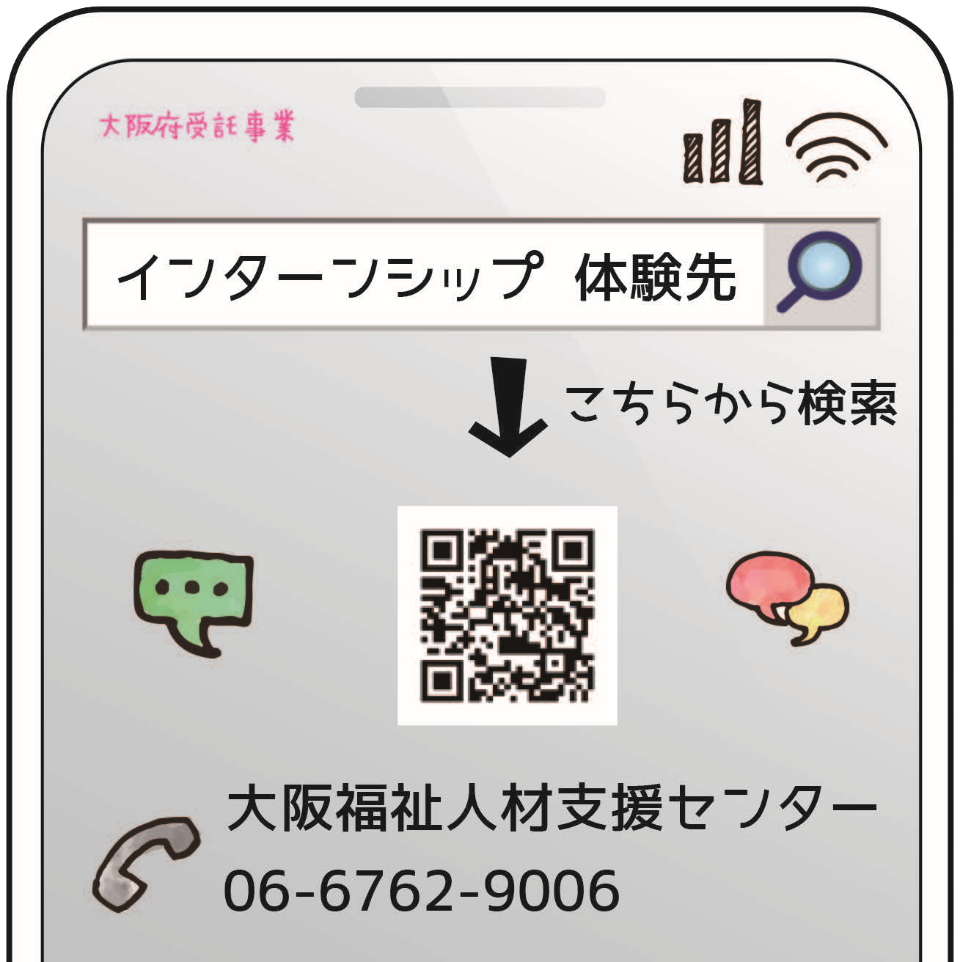 大阪府受託事業
インターンシップ 体験先
こちらから検索
大阪福祉人材支援センター
06-6762-9006